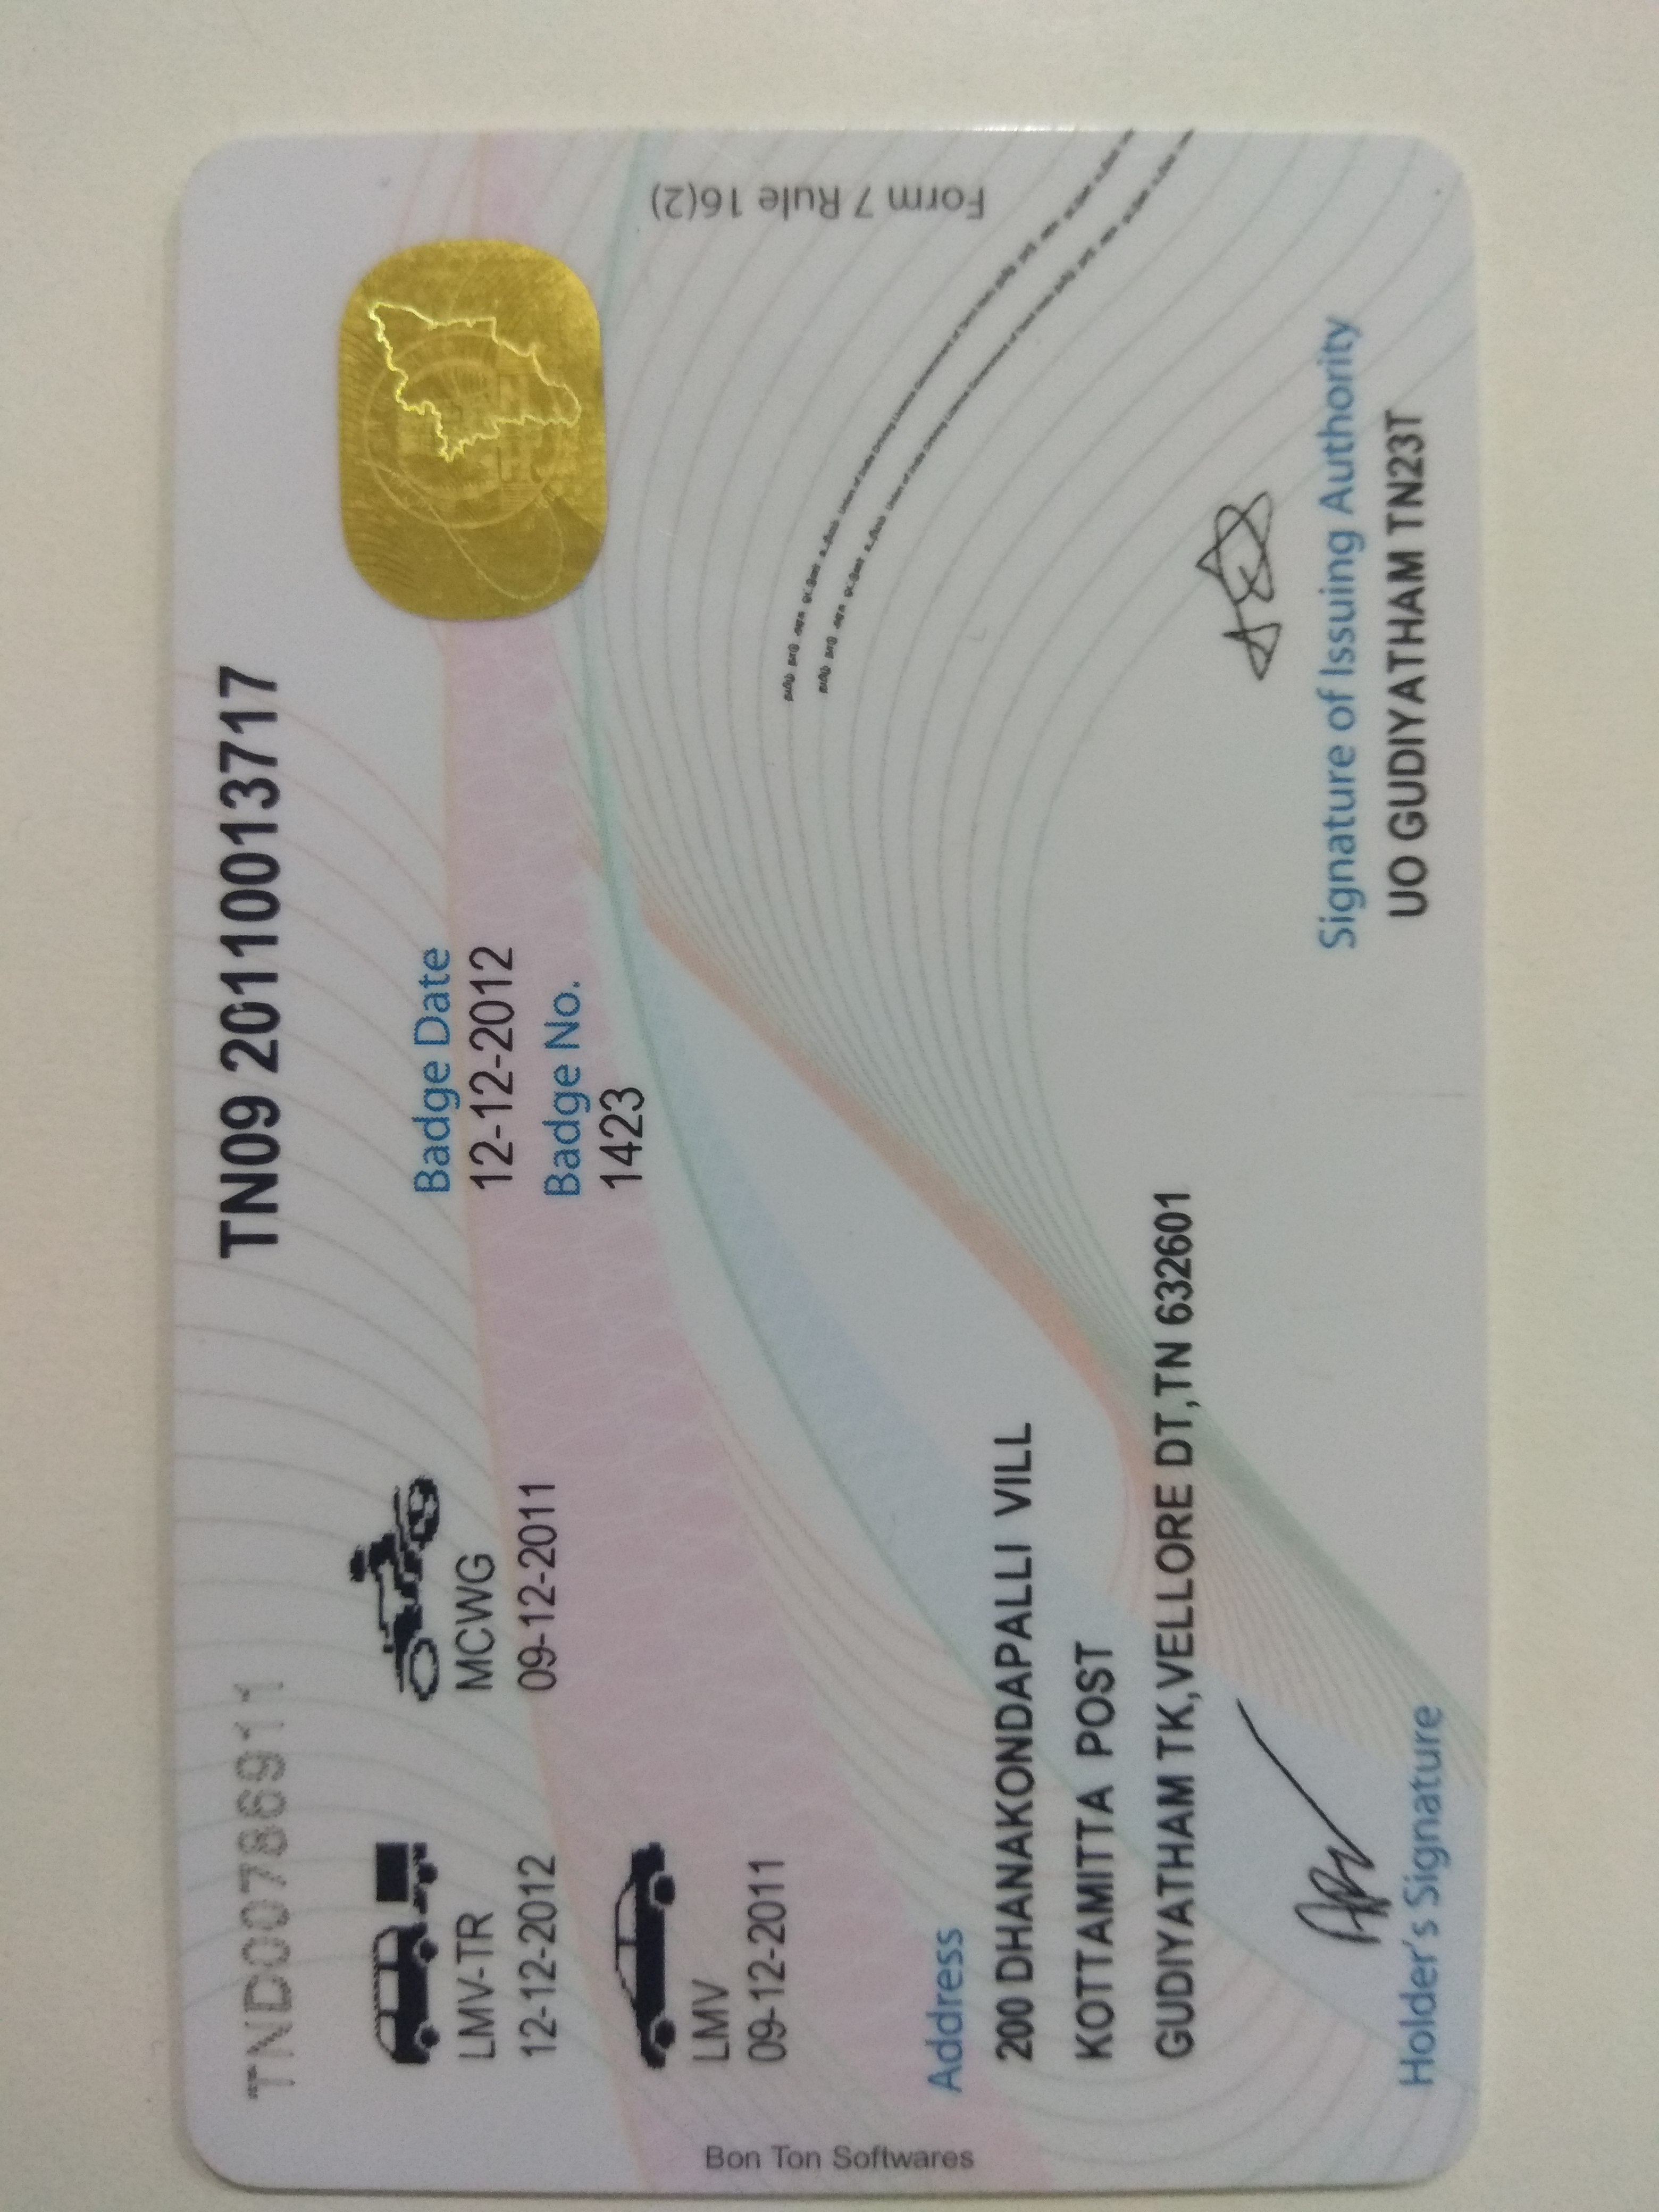 TND00786911
TN09 20110013717
LMV-TR
12-12-2012
MCWG
09-12-2011
Badge Date
12-12-2012
Badge No.
1423
LMV
09-12-2011
Address
200 DHANAKONDAPALLI VILL
KOTTAMITTA POST
GUDIYATHAM TK,VELLORE DT,TN 632601
Holder's Signature
Signature of Issuing Authority
UO GUDIYATHAM TN23T
Form 7 Rule 16(2)
Bon Ton Softwares